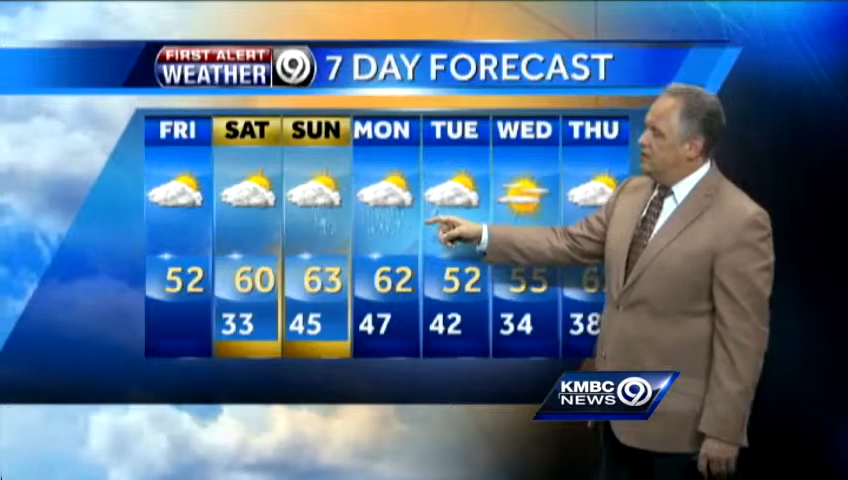 FIRST ALERT
WEATHER 9
7 DAY FORECAST
FRI SAT SUN MON TUE WED THU
52 60 63 62 52 55
33 45 47 42 34 38
KMBC 9
NEWS